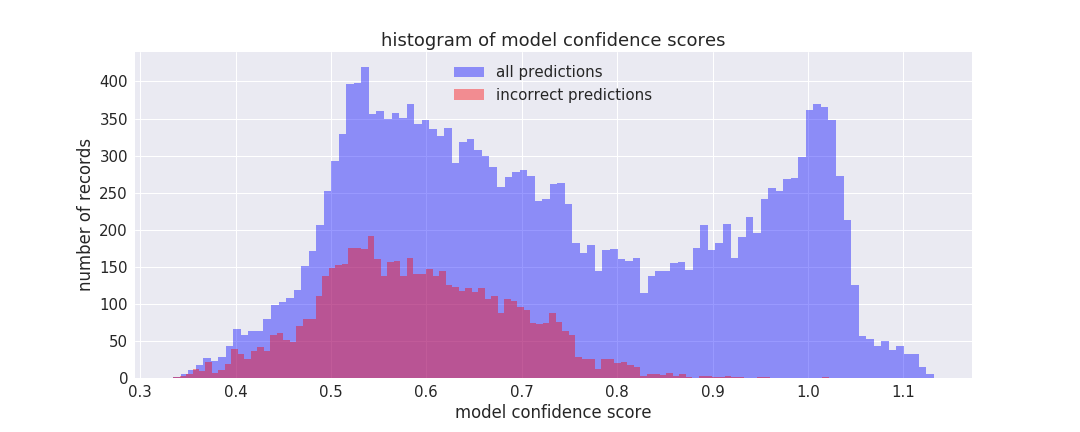 histogram of model confidence scores
all predictions
incorrect predictions
number of records
400
350
300
250
200
150
100
50
0
0.3 0.4 0.5 0.6 0.7 0.8 0.9 1.0 1.1
model confidence score